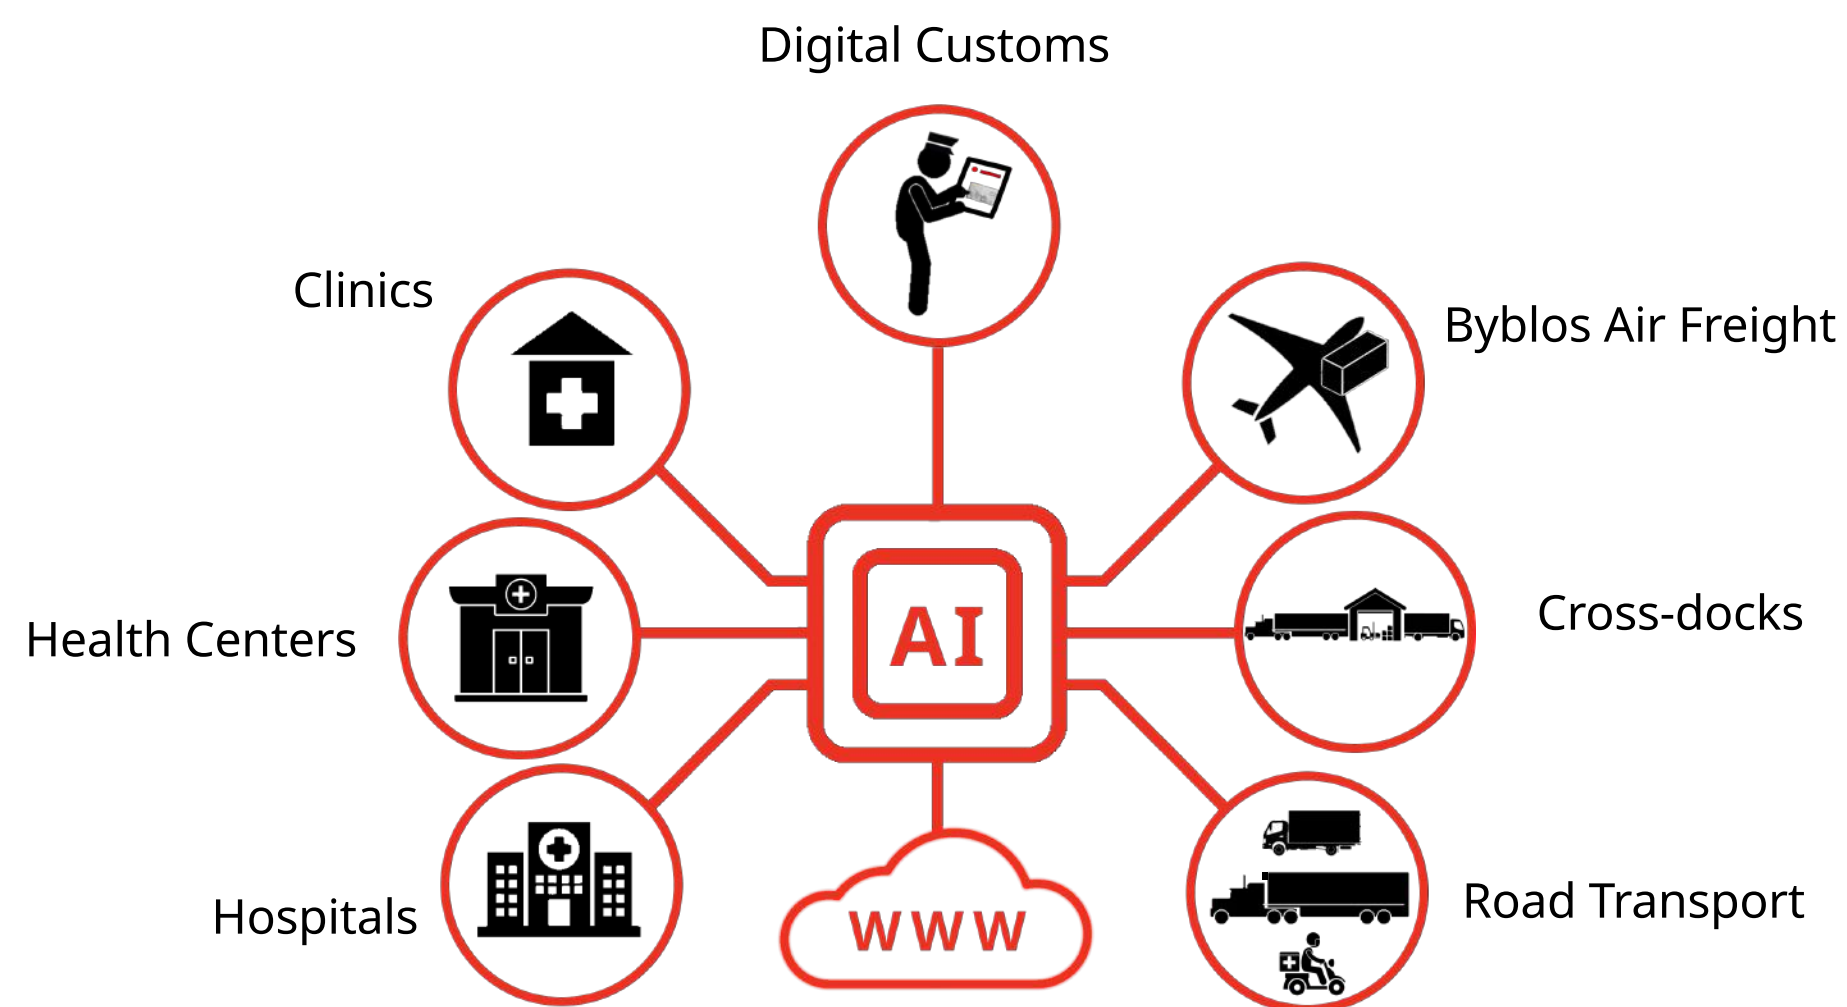 Digital Customs
Clinics
Byblos Air Freight
AI
Health Centers
Cross-docks
Hospitals
WWW
Road Transport